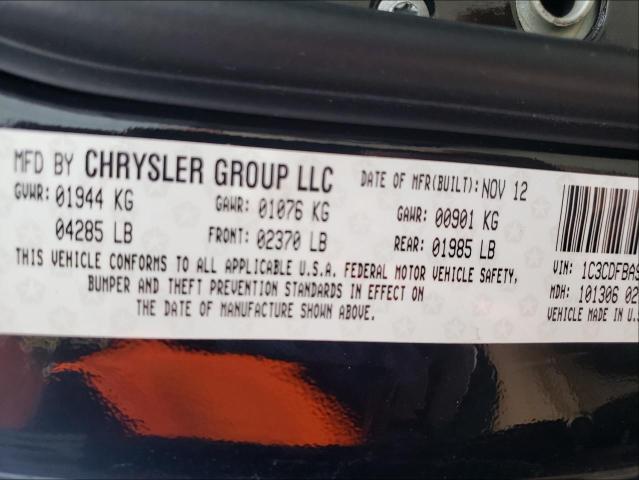 MFD BY CHRYSLER GROUP LLC DATE OF MFR(BUILT): NOV 12
GVWR: 01944 KG GAWR: 01076 KG GAWR: 00901 KG
04285 LB FRONT: 02370 LB REAR: 01985 LB
THIS VEHICLE CONFORMS TO ALL APPLICABLE U.S.A. FEDERAL MOTOR VEHICLE SAFETY,
BUMPER AND THEFT PREVENTION STANDARDS IN EFFECT ON
THE DATE OF MANUFACTURE SHOWN ABOVE.
VIN: 1C3CDFBA
MDH: 101306 02
VEHICLE MADE IN U.S